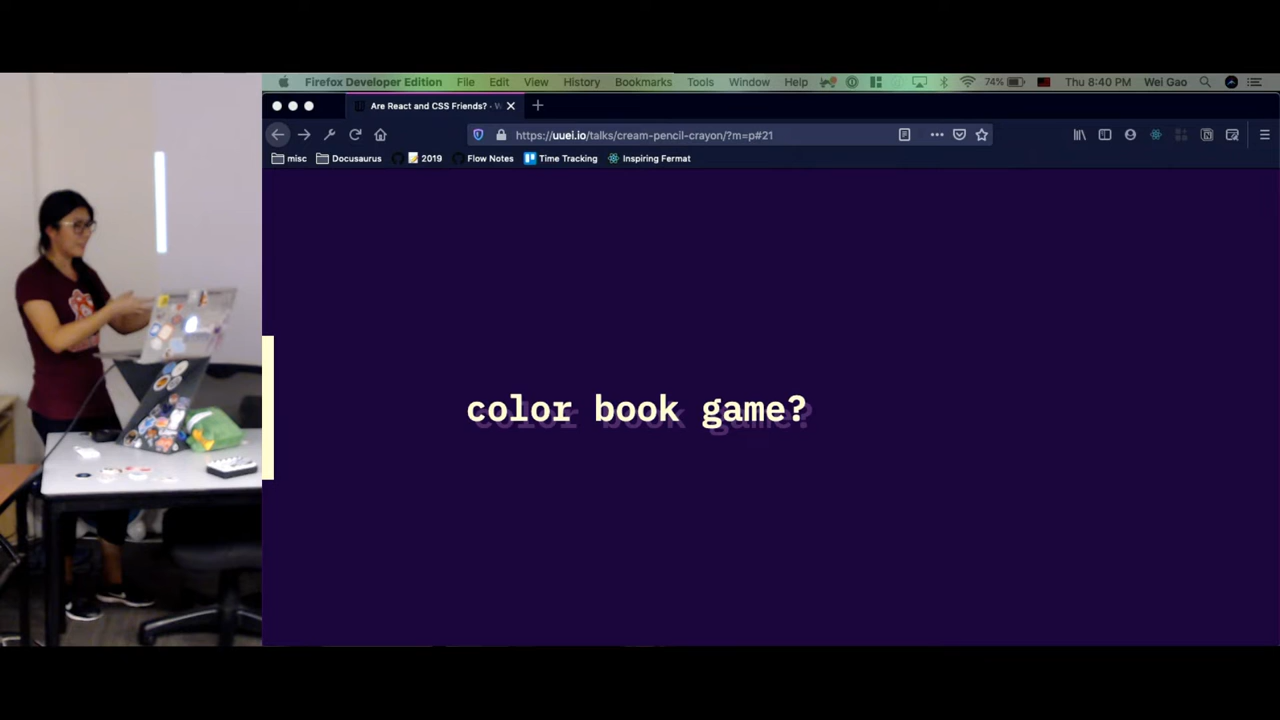 Firefox Developer Edition File Edit View History Bookmarks Tools Window Help 74% Thu 8:40 PM Wei Gao
Are React and CSS Friends? ·
https://uuei.io/talks/cream-pencil-crayon/?m=p#21
misc Docusaurus 2019 Flow Notes Time Tracking Inspiring Fermat
color book game?